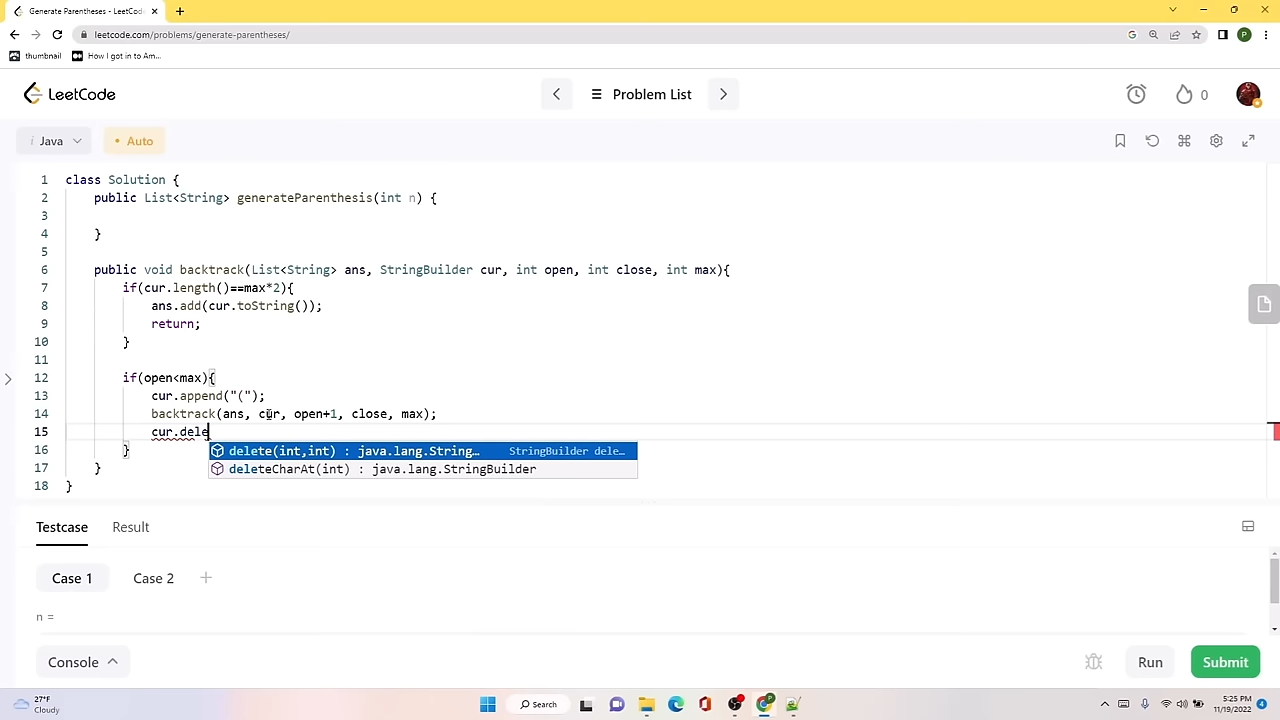 Generate Parentheses - LeetCod
leetcode.com/problems/generate-parentheses/
thumbnail How I got in to Am...
LeetCode
Problem List
0
i Java
• Auto
1 class Solution {
2 public List<String> generateParenthesis(int n) {
3
4 }
5
6 public void backtrack(List<String> ans, StringBuilder cur, int open, int close, int max){
7 if(cur.length()==max*2){
8 ans.add(cur.toString());
9 return;
10 }
11
12 if(open<max){
13 cur.append("(");
14 backtrack(ans, cur, open+1, close, max);
15 cur.dele
delete(int,int) : java.lang.String... StringBuilder dele...
16 }
deleteCharAt(int) : java.lang.StringBuilder
17 }
18 }
Testcase Result
Case 1 Case 2 +
n =
Console
Run
Submit
27°F
Cloudy
Search
5:25 PM
11/19/2022
4